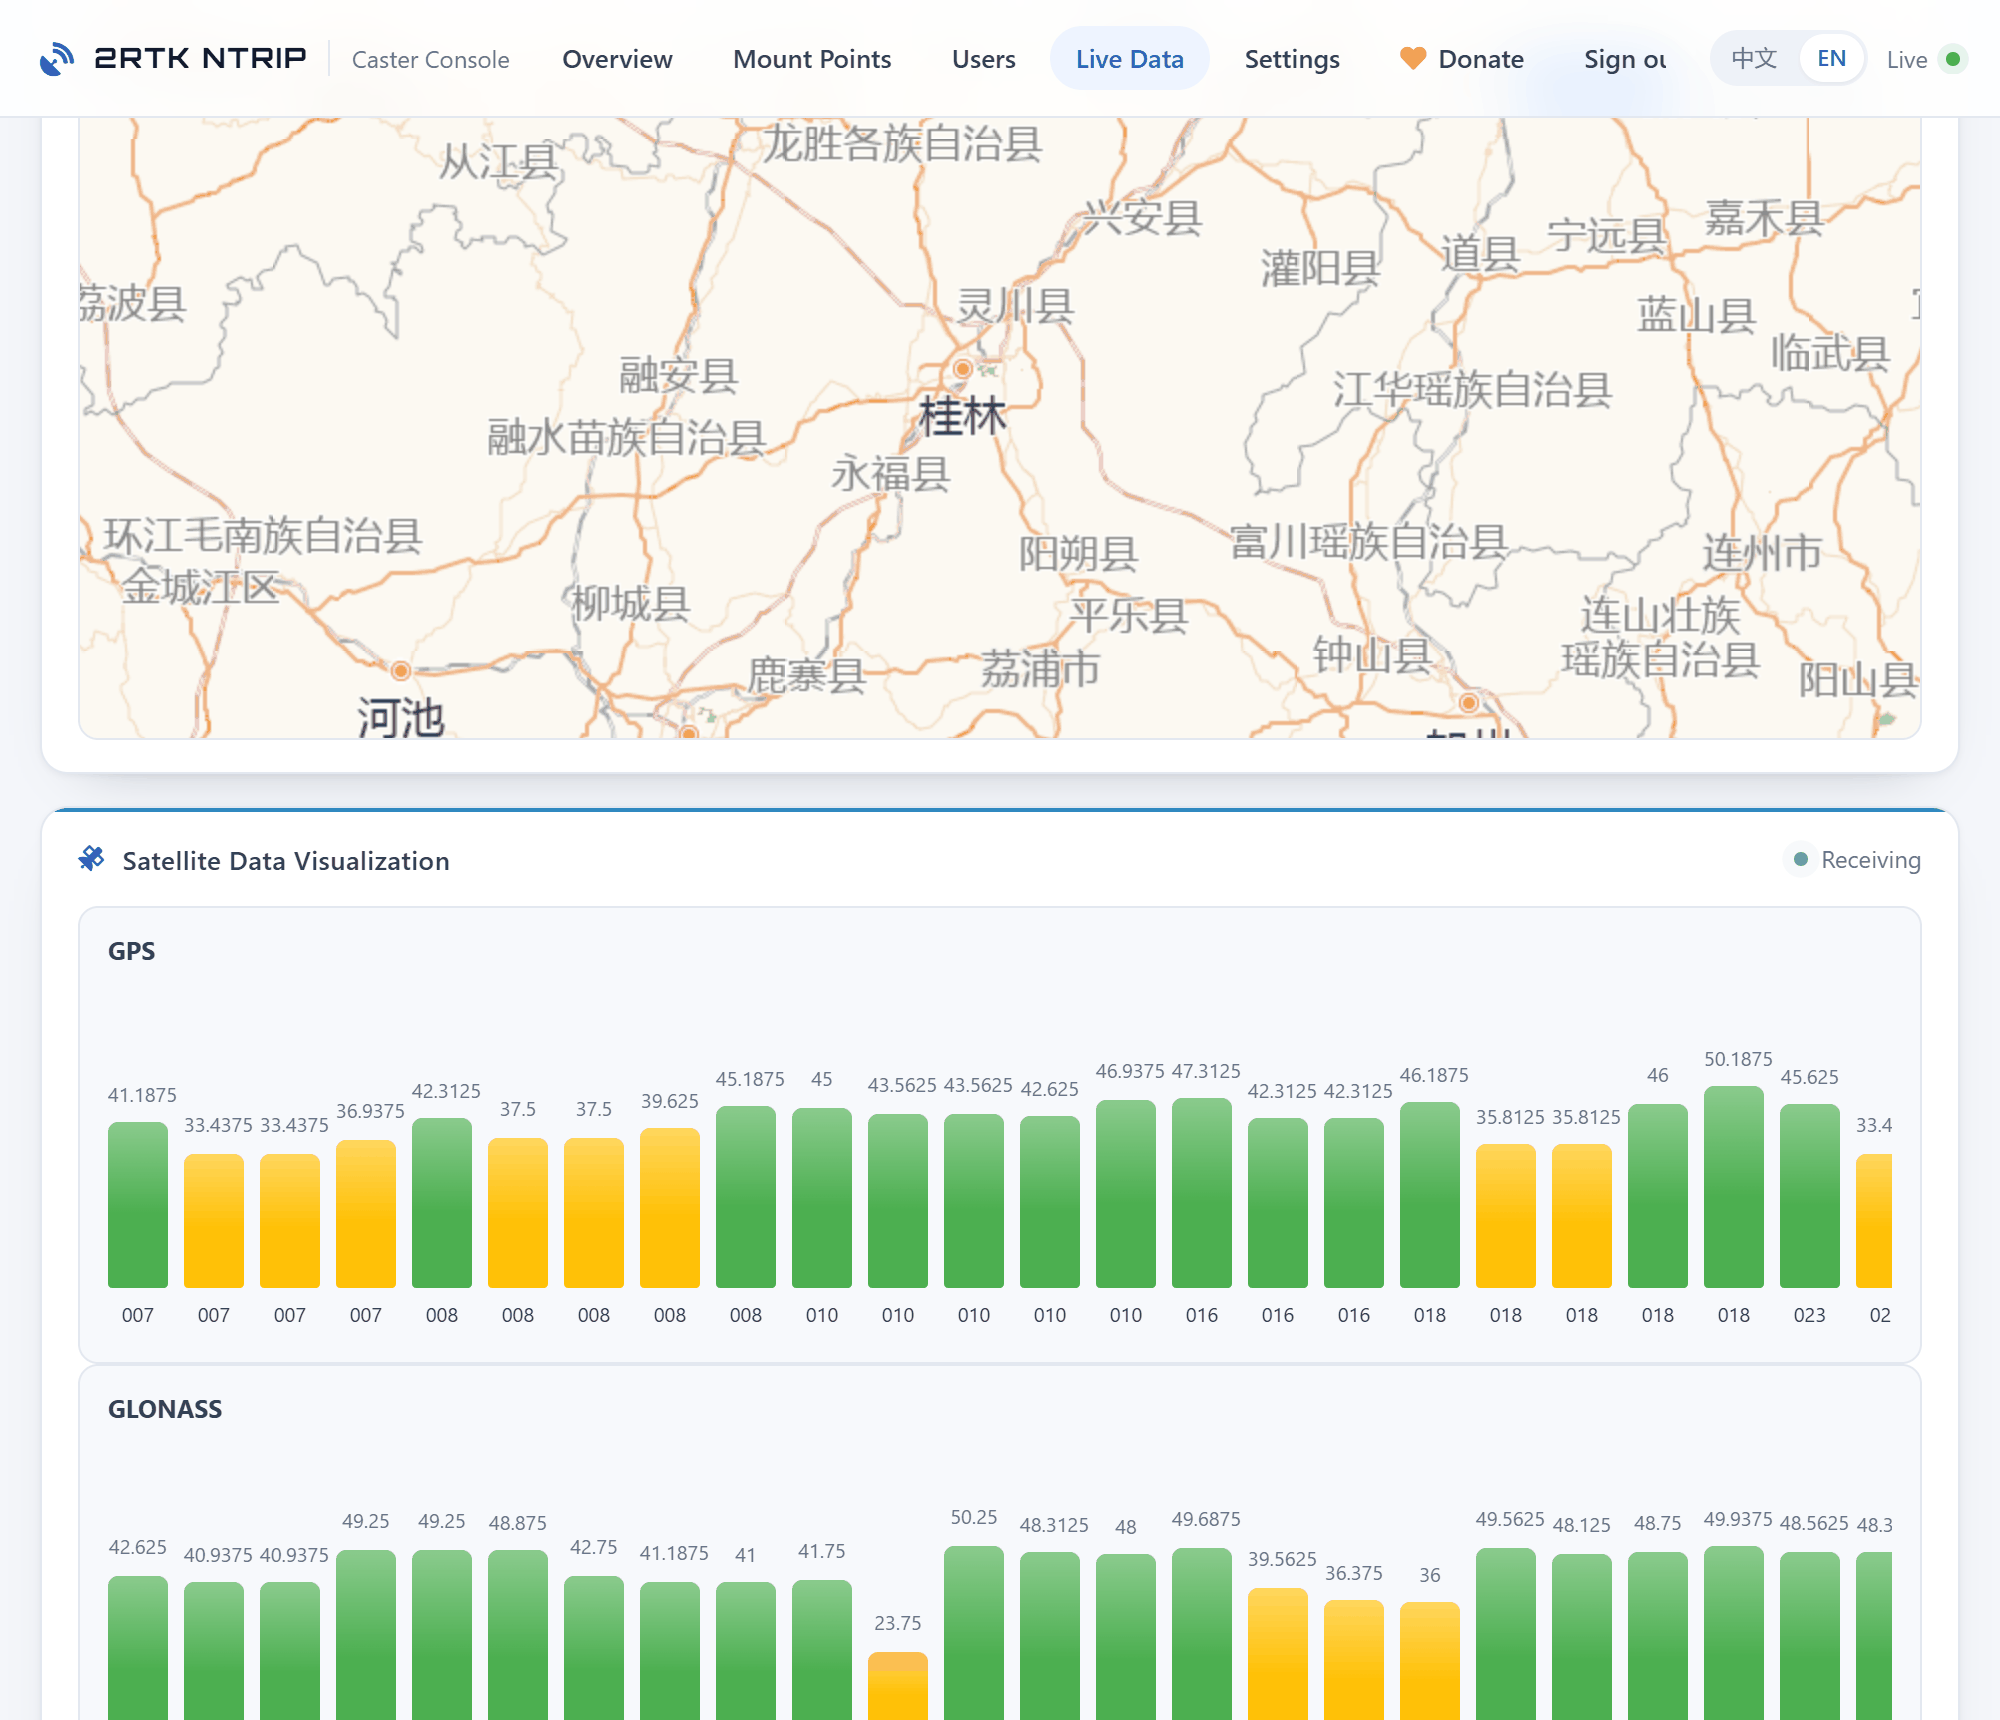 2RTK NTRIP
Caster Console
Overview
Mount Points
Users
Live Data
Settings
Donate
Sign ou
中文
EN
Live
从江县
龙胜各族自治县
兴安县
灌阳县
道县
宁远县
嘉禾县
荔波县
灵川县
蓝山县
临武县
融安县
江华瑶族自治县
桂林
融水苗族自治县
永福县
环江毛南族自治县
阳朔县
富川瑶族自治县
连州市
金城江区
柳城县
平乐县
连山壮族
瑶族自治县
钟山县
鹿寨县
荔浦市
阳山县
河池
Satellite Data Visualization
Receiving
GPS
41.1875 33.4375 33.4375 36.9375 42.3125 37.5 37.5 39.625 45.1875 45 43.5625 43.5625 42.625 46.9375 47.3125 42.3125 42.3125 46.1875 35.8125 35.8125 46 50.1875 45.625 33.4
007 007 007 007 008 008 008 008 008 010 010 010 010 010 016 016 016 018 018 018 018 018 023 02
GLONASS
42.625 40.9375 40.9375 49.25 49.25 48.875 42.75 41.1875 41 41.75 23.75 50.25 48.3125 48 49.6875 39.5625 36.375 36 49.5625 48.125 48.75 49.9375 48.5625 48.3